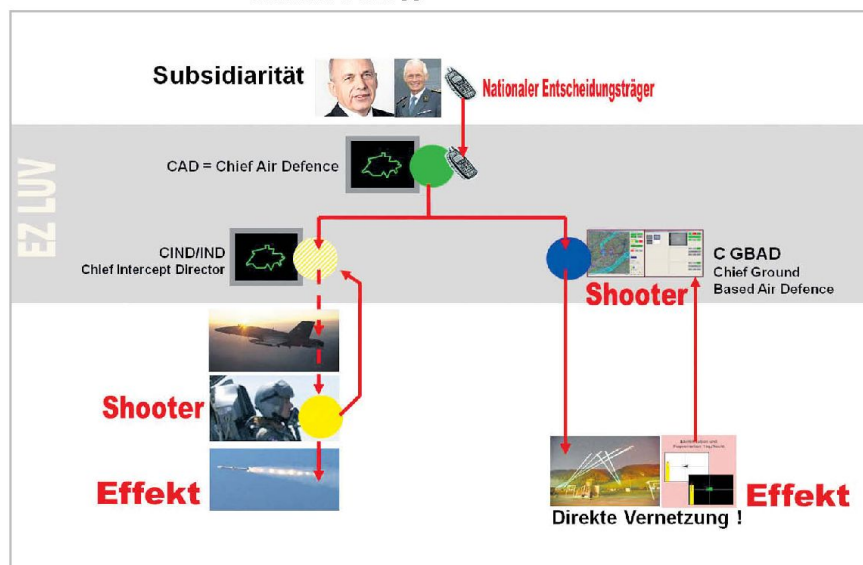 Subsidiarität
Nationaler Entscheidungsträger
EZ LUV
CAD = Chief Air Defence
CIND/IND
Chief Intercept Director
C GBAD
Chief Ground
Based Air Defence
Shooter
Shooter
Effekt
Effekt
Direkte Vernetzung !